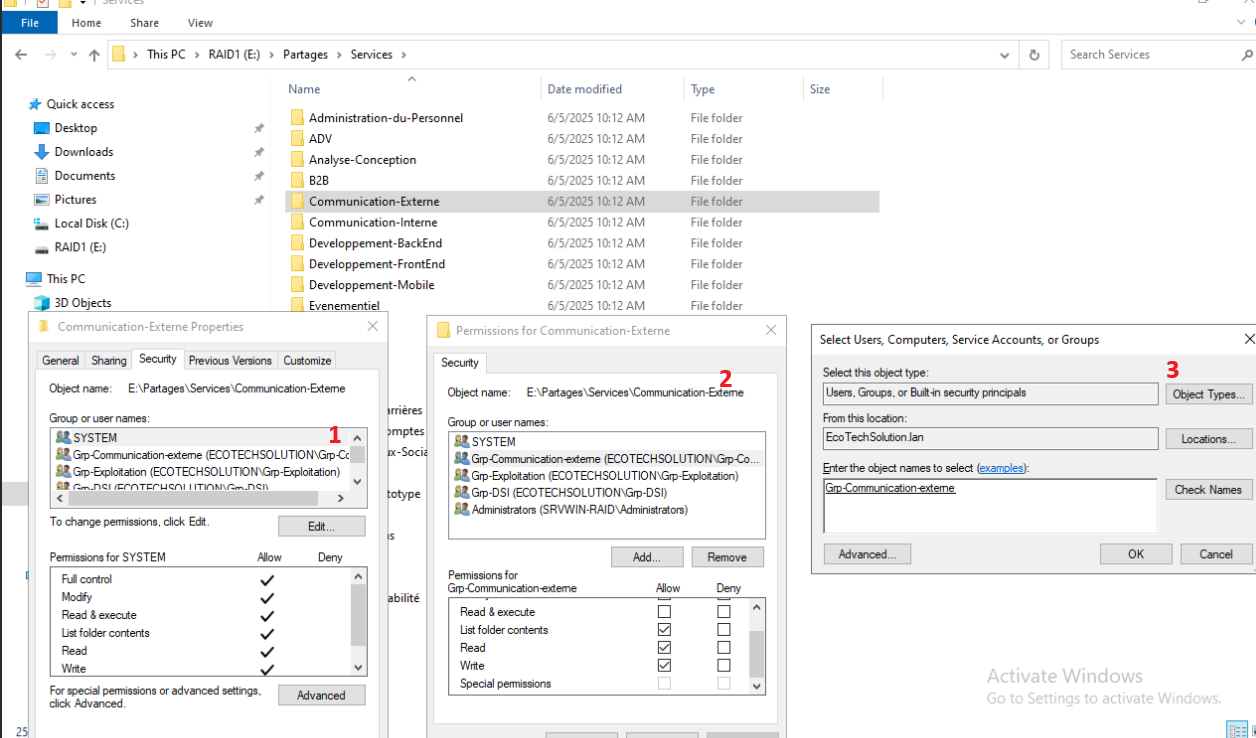 Services
File Home Share View
This PC > RAID1 (E:) > Partages > Services >
Search Services
Name Date modified Type Size
Quick access
Desktop
Downloads
Documents
Pictures
Local Disk (C:)
RAID1 (E:)
This PC
3D Objects
Administration-du-Personnel 6/5/2025 10:12 AM File folder
ADV 6/5/2025 10:12 AM File folder
Analyse-Conception 6/5/2025 10:12 AM File folder
B2B 6/5/2025 10:12 AM File folder
Communication-Externe 6/5/2025 10:12 AM File folder
Communication-Interne 6/5/2025 10:12 AM File folder
Developpement-BackEnd 6/5/2025 10:12 AM File folder
Developpement-FrontEnd 6/5/2025 10:12 AM File folder
Developpement-Mobile 6/5/2025 10:12 AM File folder
Evenementiel 6/5/2025 10:12 AM File folder
Communication-Externe Properties
General Sharing Security Previous Versions Customize
Object name: E:\Partages\Services\Communication-Externe
Group or user names:
1
SYSTEM
Grp-Communication-externe (ECOTECHSOLUTION\Grp-Cc
Grp-Exploitation (ECOTECHSOLUTION\Grp-Exploitation)
Grp-DSI (ECOTECHSOLUTION\Grp-DSI)
To change permissions, click Edit.
Edit...
Permissions for SYSTEM Allow Deny
Full control
Modify
Read & execute
List folder contents
Read
Write
For special permissions or advanced settings,
click Advanced.
Advanced
25
arrières
omptes
ux-Socia
totype
s
abilité
Permissions for Communication-Externe
Security
2
Object name: E:\Partages\Services\Communication-Externe
Group or user names:
SYSTEM
Grp-Communication-externe (ECOTECHSOLUTION\Grp-Co...
Grp-Exploitation (ECOTECHSOLUTION\Grp-Exploitation)
Grp-DSI (ECOTECHSOLUTION\Grp-DSI)
Administrators (SRVWIN-RAID\Administrators)
Add... Remove
Permissions for
Grp-Communication-externe Allow Deny
Read & execute
List folder contents
Read
Write
Special permissions
Select Users, Computers, Service Accounts, or Groups
3
Select this object type:
Users, Groups, or Built-in security principals
Object Types...
From this location:
EcoTechSolution.lan
Locations...
Enter the object names to select (examples):
Grp-Communication-externe
Check Names
Advanced... OK Cancel
Activate Windows
Go to Settings to activate Windows.